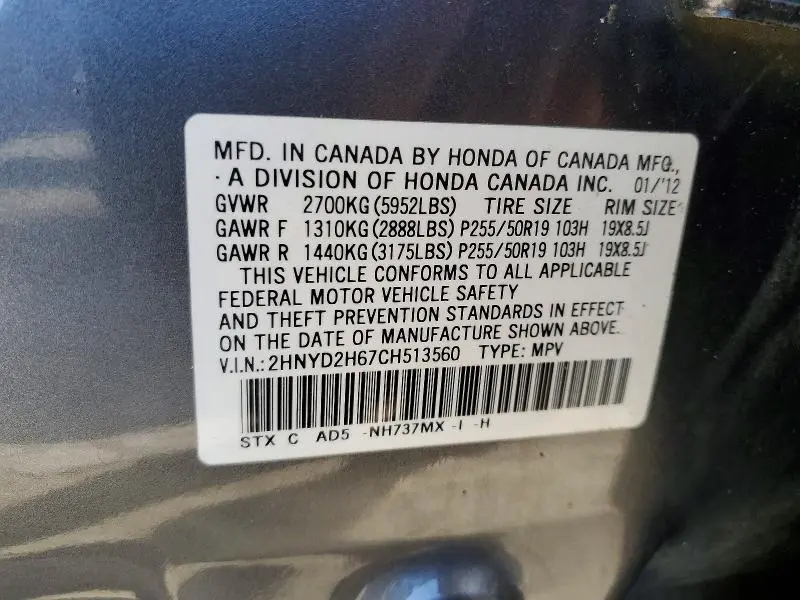 MFD. IN CANADA BY HONDA OF CANADA MFG.,
A DIVISION OF HONDA CANADA INC. 01/'12
GVWR 2700KG (5952LBS) TIRE SIZE RIM SIZE
GAWR F 1310KG (2888LBS) P255/50R19 103H 19X8.5J
GAWR R 1440KG (3175LBS) P255/50R19 103H 19X8.5J
THIS VEHICLE CONFORMS TO ALL APPLICABLE
FEDERAL MOTOR VEHICLE SAFETY
AND THEFT PREVENTION STANDARDS IN EFFECT
ON THE DATE OF MANUFACTURE SHOWN ABOVE.
V.I.N.: 2HNYD2H67CH513560 TYPE: MPV
STX C AD5 -NH737MX -I -H